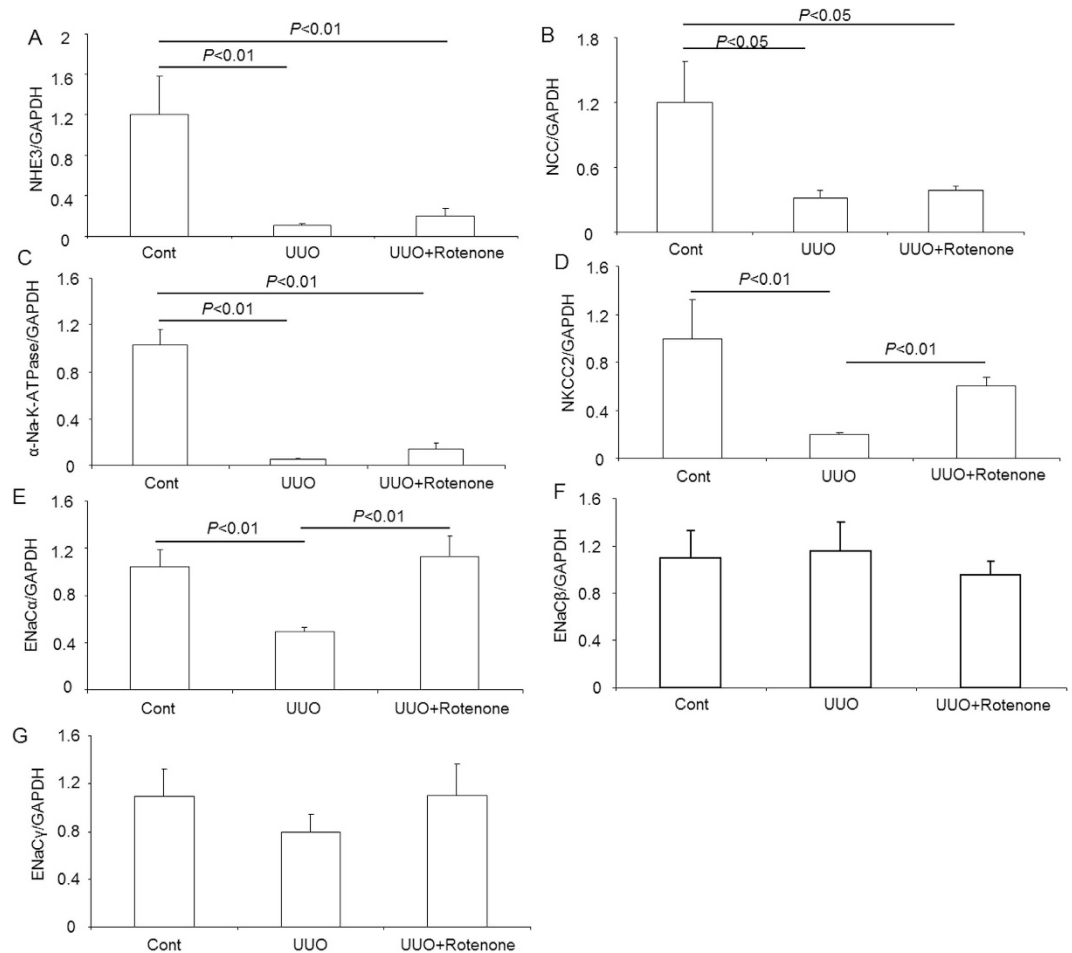 A
NHE3/GAPDH
2
1.6
1.2
0.8
0.4
0
P<0.01
P<0.01
Cont UUO UUO+Rotenone
B
NCC/GAPDH
1.8
1.2
0.6
0
P<0.05
P<0.05
Cont UUO UUO+Rotenone
C
α-Na-K-ATPase/GAPDH
1.6
1.2
0.8
0.4
0
P<0.01
P<0.01
Cont UUO UUO+Rotenone
D
NKCC2/GAPDH
1.6
1.2
0.8
0.4
0
P<0.01
P<0.01
Cont UUO UUO+Rotenone
E
ENaCα/GAPDH
1.6
1.2
0.8
0.4
0
P<0.01
P<0.01
Cont UUO UUO+Rotenone
F
ENaCβ/GAPDH
1.6
1.2
0.8
0.4
0
Cont UUO UUO+Rotenone
G
ENaCγ/GAPDH
1.6
1.2
0.8
0.4
0
Cont UUO UUO+Rotenone